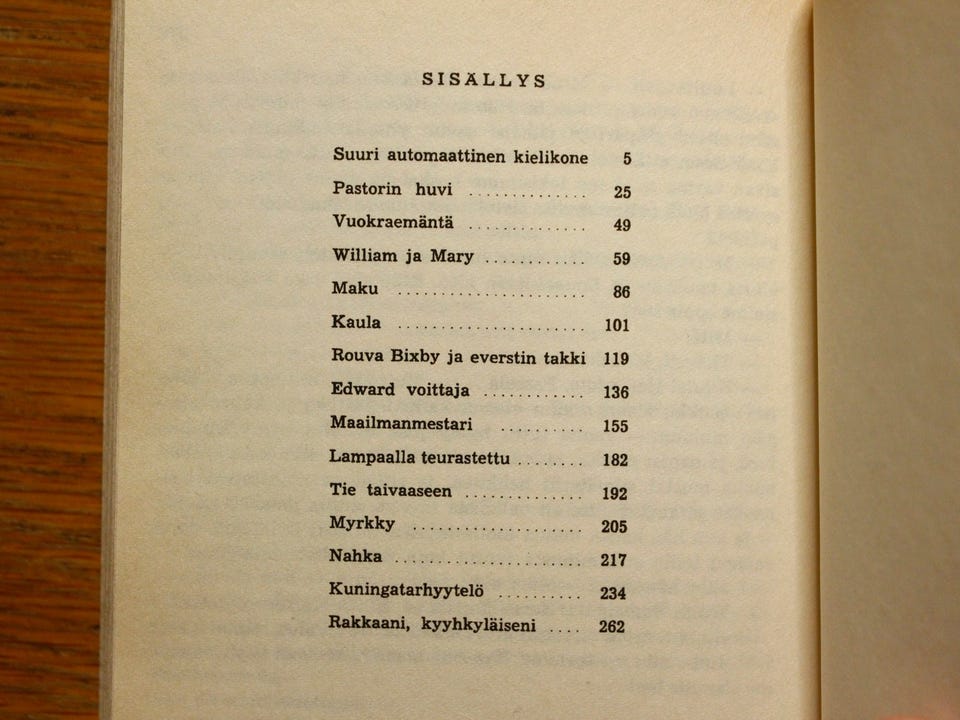 SISÄLLYS
Suuri automaattinen kielikone 5
Pastorin huvi .............. 25
Vuokraemäntä .............. 49
William ja Mary ............ 59
Maku ...................... 86
Kaula ...................... 101
Rouva Bixby ja everstin takki 119
Edward voittaja ............ 136
Maailmanmestari .......... 155
Lampaalla teurastettu ........ 182
Tie taivaaseen .............. 192
Myrkky .................... 205
Nahka ...................... 217
Kuningatarhyytelö .......... 234
Rakkaani, kyyhkyläiseni .... 262